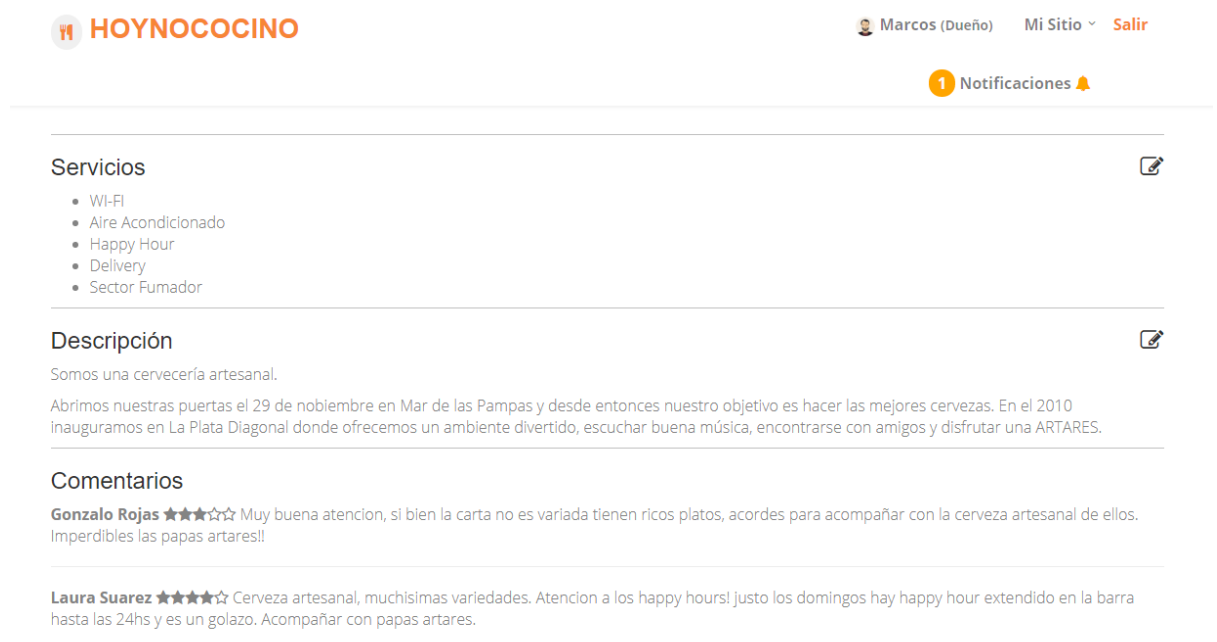 HOYNOCOCINO
Marcos (Dueño) Mi Sitio Salir
1 Notificaciones
Servicios
WI-FI
Aire Acondicionado
Happy Hour
Delivery
Sector Fumador
Descripción
Somos una cervecería artesanal.
Abrimos nuestras puertas el 29 de nobiembre en Mar de las Pampas y desde entonces nuestro objetivo es hacer las mejores cervezas. En el 2010
inauguramos en La Plata Diagonal donde ofrecemos un ambiente divertido, escuchar buena música, encontrarse con amigos y disfrutar una ARTARES.
Comentarios
Gonzalo Rojas ★★★☆☆ Muy buena atencion, si bien la carta no es variada tienen ricos platos, acordes para acompañar con la cerveza artesanal de ellos.
Imperdibles las papas artares!!
Laura Suarez ★★★★☆ Cerveza artesanal, muchisimas variedades. Atencion a los happy hours! justo los domingos hay happy hour extendido en la barra
hasta las 24hs y es un golazo. Acompañar con papas artares.